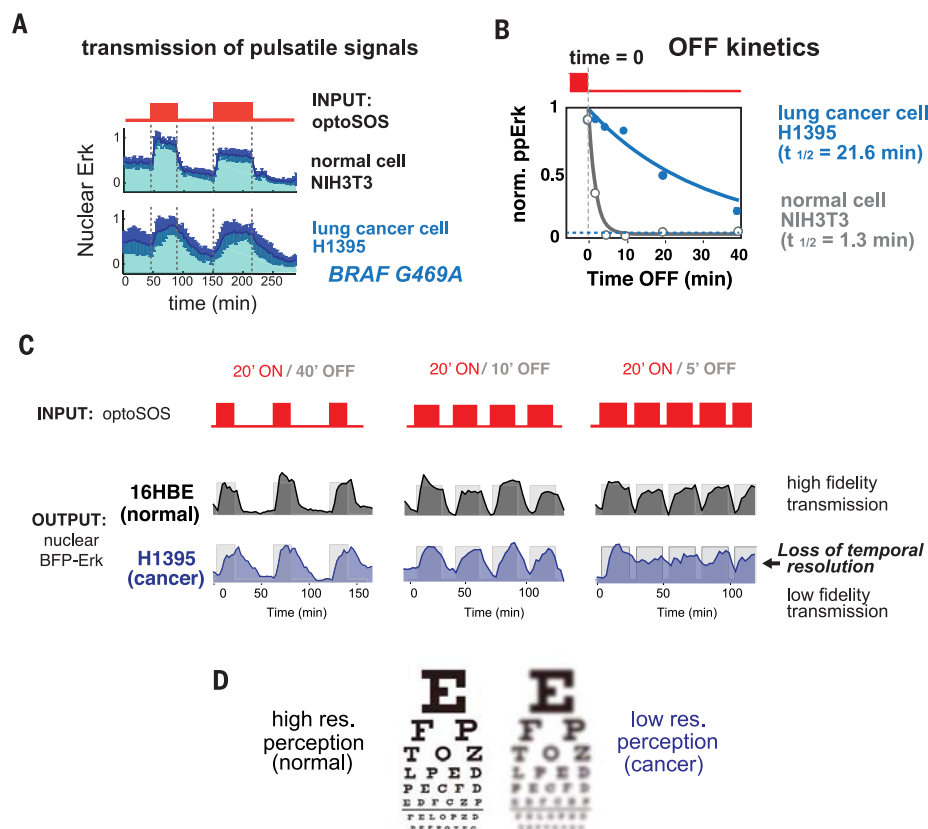 A
transmission of pulsatile signals
INPUT:
optoSOS
normal cell
NIH3T3
lung cancer cell
H1395
BRAF G469A
Nuclear Erk
1
0
1
0
0 50 100 150 200 250
time (min)
B
OFF kinetics
time = 0
norm. ppErk
1
0.5
0
0 10 20 30 40
Time OFF (min)
lung cancer cell
H1395
(t 1/2 = 21.6 min)
normal cell
NIH3T3
(t 1/2 = 1.3 min)
C
20' ON / 40' OFF
20' ON / 10' OFF
20' ON / 5' OFF
INPUT: optoSOS
OUTPUT:
nuclear
BFP-Erk
16HBE
(normal)
H1395
(cancer)
high fidelity
transmission
Loss of temporal
resolution
low fidelity
transmission
0 50 100 150
Time (min)
0 50 100
Time (min)
0 50 100
Time (min)
D
high res.
perception
(normal)
E
F P
T O Z
L P E D
P E C F D
E D F C Z P
F E L O P Z D
E
F P
T O Z
L P E D
P E C F D
E D F C Z P
F E L O P Z D
low res.
perception
(cancer)